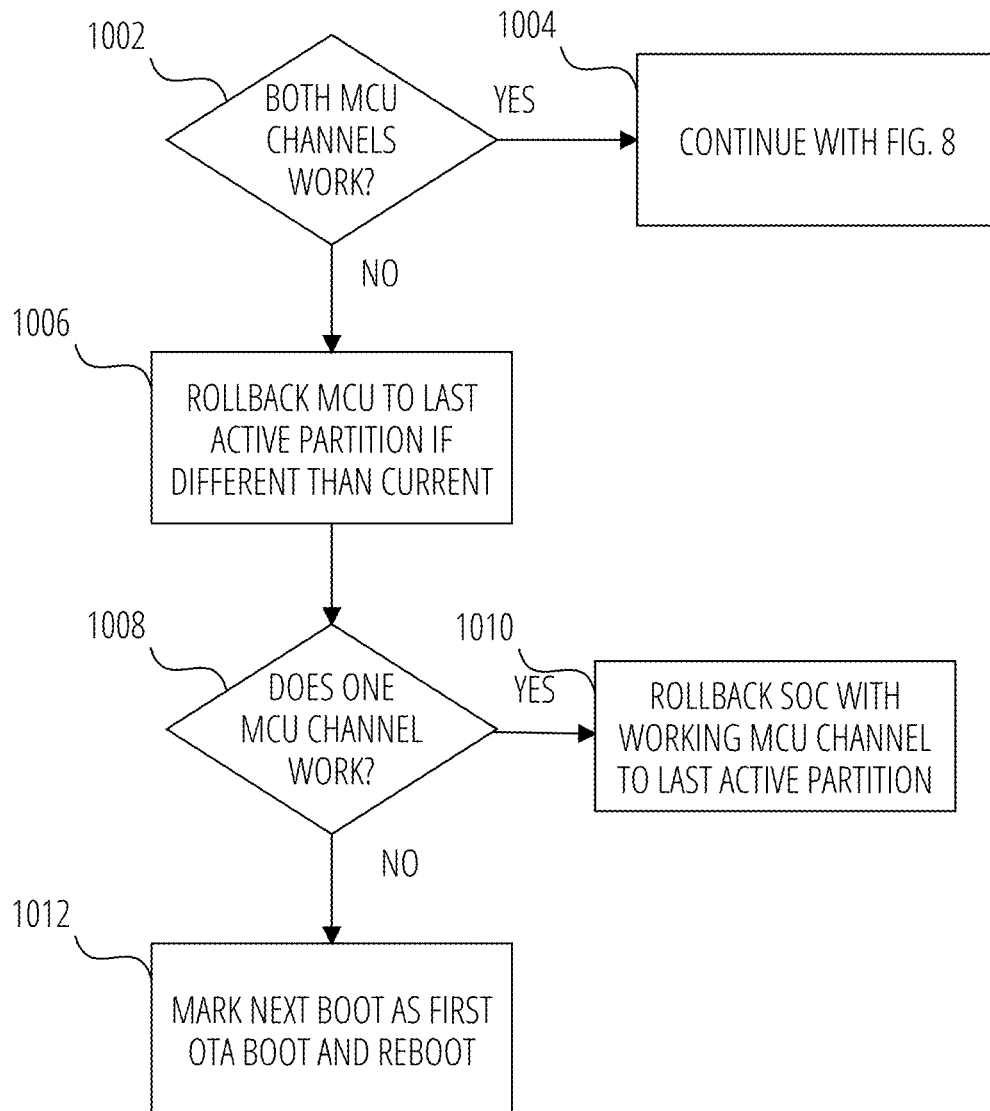 1002
BOTH MCU
CHANNELS
WORK?
YES
1004
CONTINUE WITH FIG. 8
NO
1006
ROLLBACK MCU TO LAST
ACTIVE PARTITION IF
DIFFERENT THAN CURRENT
1008
DOES ONE
MCU CHANNEL
WORK?
YES
1010
ROLLBACK SOC WITH
WORKING MCU CHANNEL
TO LAST ACTIVE PARTITION
NO
1012
MARK NEXT BOOT AS FIRST
OTA BOOT AND REBOOT